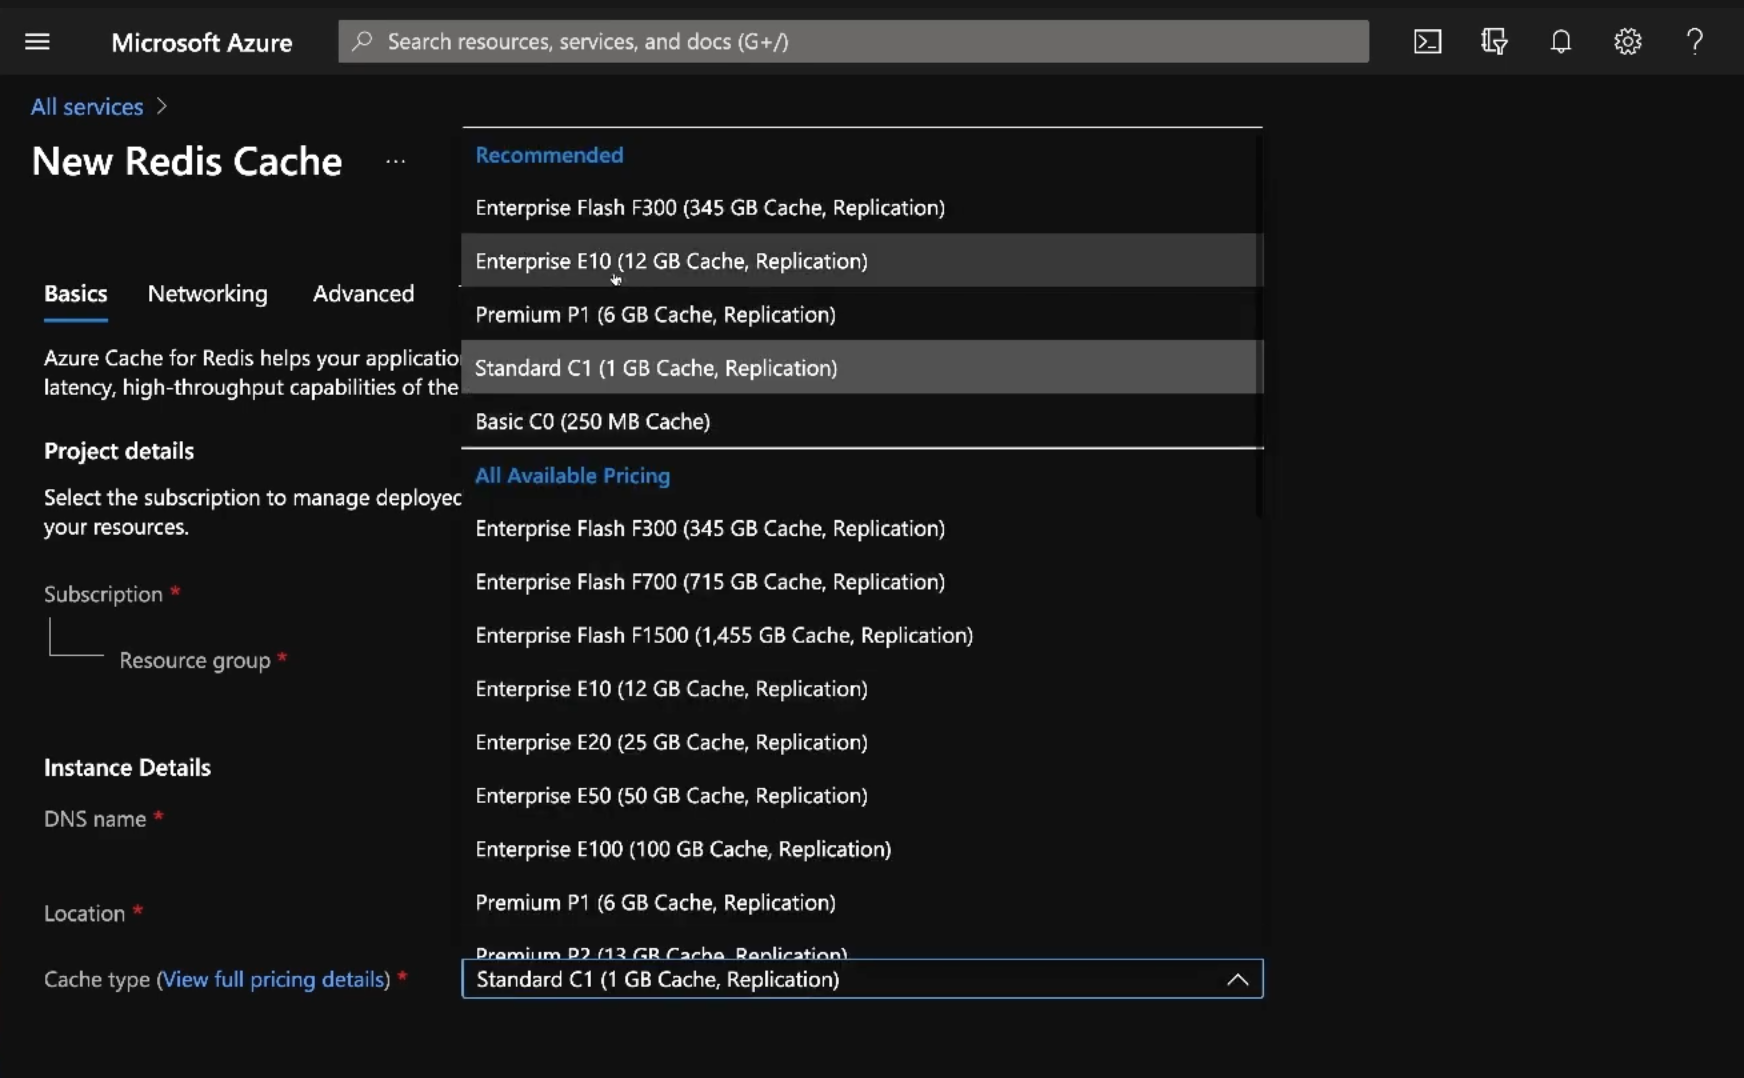 Microsoft Azure
Search resources, services, and docs (G+/)
All services >
New Redis Cache ...
Basics Networking Advanced
Azure Cache for Redis helps your applicatio
latency, high-throughput capabilities of the
Project details
Select the subscription to manage deployed
your resources.
Subscription *
Resource group *
Instance Details
DNS name *
Location *
Cache type (View full pricing details) *
Recommended
Enterprise Flash F300 (345 GB Cache, Replication)
Enterprise E10 (12 GB Cache, Replication)
Premium P1 (6 GB Cache, Replication)
Standard C1 (1 GB Cache, Replication)
Basic C0 (250 MB Cache)
All Available Pricing
Enterprise Flash F300 (345 GB Cache, Replication)
Enterprise Flash F700 (715 GB Cache, Replication)
Enterprise Flash F1500 (1,455 GB Cache, Replication)
Enterprise E10 (12 GB Cache, Replication)
Enterprise E20 (25 GB Cache, Replication)
Enterprise E50 (50 GB Cache, Replication)
Enterprise E100 (100 GB Cache, Replication)
Premium P1 (6 GB Cache, Replication)
Premium P2 (13 GB Cache, Replication)
Standard C1 (1 GB Cache, Replication)